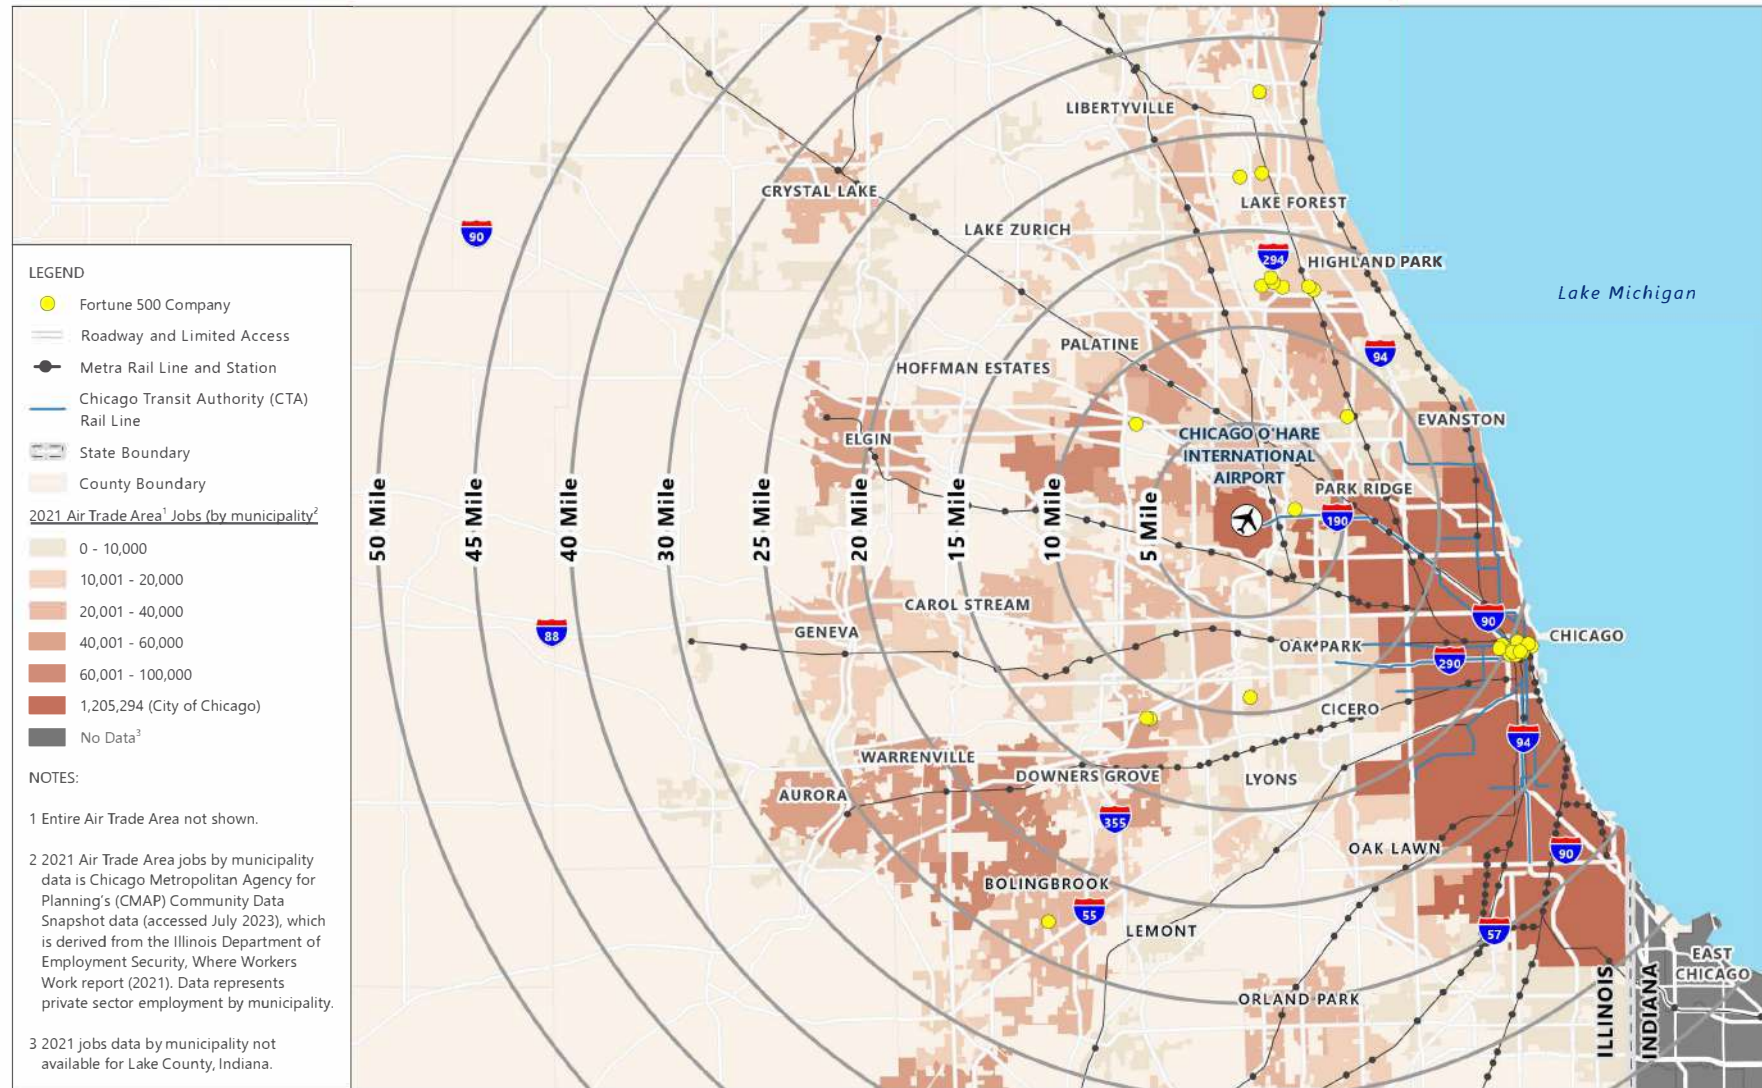 LIBERTYVILLE
CRYSTAL LAKE
LAKE FOREST
LAKE ZURICH
90
294
HIGHLAND PARK
Lake Michigan
PALATINE
94
HOFFMAN ESTATES
EVANSTON
ELGIN
CHICAGO O'HARE
INTERNATIONAL
AIRPORT
PARK RIDGE
190
50 Mile
45 Mile
40 Mile
30 Mile
25 Mile
20 Mile
15 Mile
10 Mile
5 Mile
CAROL STREAM
90
88
GENEVA
OAK PARK
CHICAGO
290
CICERO
94
WARRENVILLE
DOWNERS GROVE
LYONS
AURORA
355
OAK LAWN
90
BOLINGBROOK
55
LEMONT
57
EAST
CHICAGO
ORLAND PARK
ILLINOIS
INDIANA
LEGEND
Fortune 500 Company
Roadway and Limited Access
Metra Rail Line and Station
Chicago Transit Authority (CTA)
Rail Line
State Boundary
County Boundary
2021 Air Trade Area¹ Jobs (by municipality²
0 - 10,000
10,001 - 20,000
20,001 - 40,000
40,001 - 60,000
60,001 - 100,000
1,205,294 (City of Chicago)
No Data³
NOTES:
1 Entire Air Trade Area not shown.
2 2021 Air Trade Area jobs by municipality
data is Chicago Metropolitan Agency for
Planning's (CMAP) Community Data
Snapshot data (accessed July 2023), which
is derived from the Illinois Department of
Employment Security, Where Workers
Work report (2021). Data represents
private sector employment by municipality.
3 2021 jobs data by municipality not
available for Lake County, Indiana.